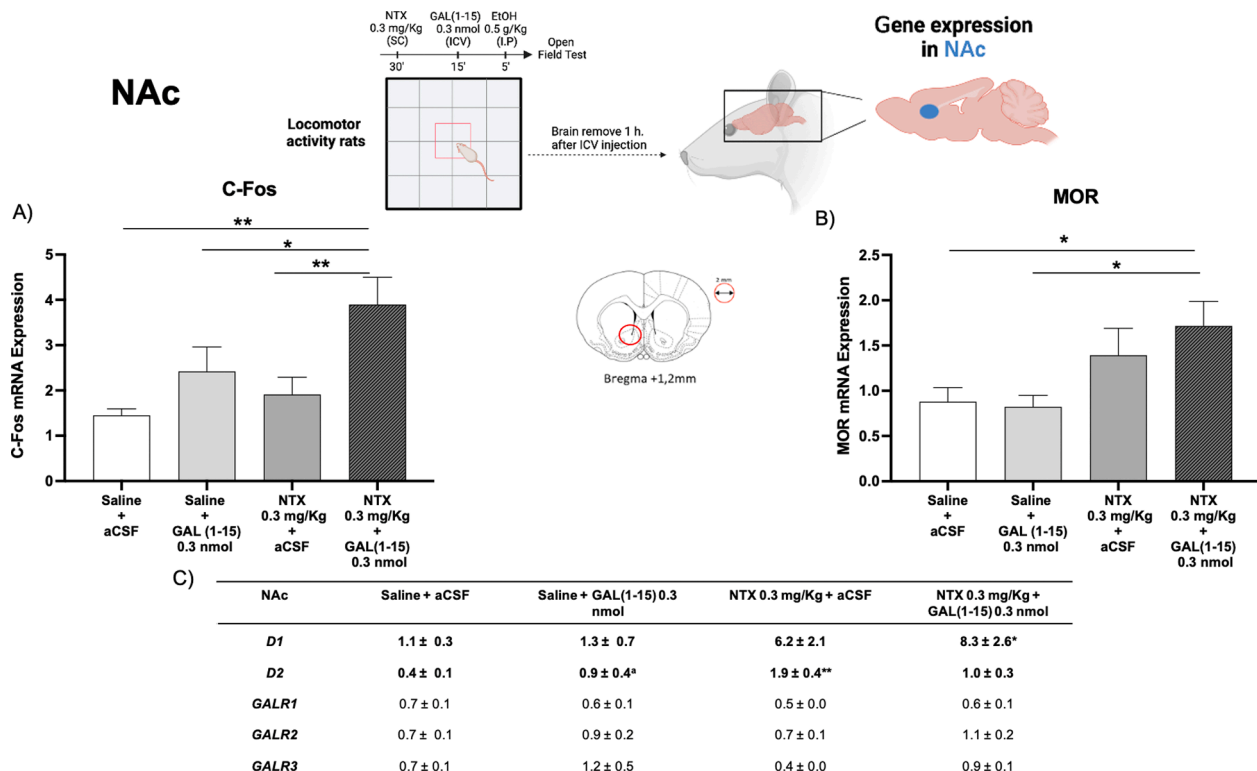 NTX
0.3 mg/Kg
(SC)
GAL(1-15)
0.3 nmol
(ICV)
EtOH
0.5 g/Kg
(I.P)
Open
Field Test
30'
15'
5'
Gene expression
in NAc
NAc
Locomotor
activity rats
Brain remove 1 h.
after ICV injection
A)
C-Fos
**
*
**
C-Fos mRNA Expression
5
4
3
2
1
0
Saline
+
aCSF
Saline
+
GAL (1-15)
0.3 nmol
NTX
0.3 mg/Kg
+
aCSF
NTX
0.3 mg/Kg
+
GAL(1-15)
0.3 nmol
2 mm
Bregma +1,2mm
B)
MOR
*
*
MOR mRNA Expression
2.5
2.0
1.5
1.0
0.5
0.0
Saline
+
aCSF
Saline
+
GAL (1-15)
0.3 nmol
NTX
0.3 mg/Kg
+
aCSF
NTX
0.3 mg/Kg
+
GAL(1-15)
0.3 nmol
C)
NAc Saline + aCSF Saline + GAL(1-15) 0.3 nmol NTX 0.3 mg/Kg + aCSF NTX 0.3 mg/Kg + GAL(1-15) 0.3 nmol
D1 1.1 ± 0.3 1.3 ± 0.7 6.2 ± 2.1 8.3 ± 2.6*
D2 0.4 ± 0.1 0.9 ± 0.4ª 1.9 ± 0.4** 1.0 ± 0.3
GALR1 0.7 ± 0.1 0.6 ± 0.1 0.5 ± 0.0 0.6 ± 0.1
GALR2 0.7 ± 0.1 0.9 ± 0.2 0.7 ± 0.1 1.1 ± 0.2
GALR3 0.7 ± 0.1 1.2 ± 0.5 0.4 ± 0.0 0.9 ± 0.1